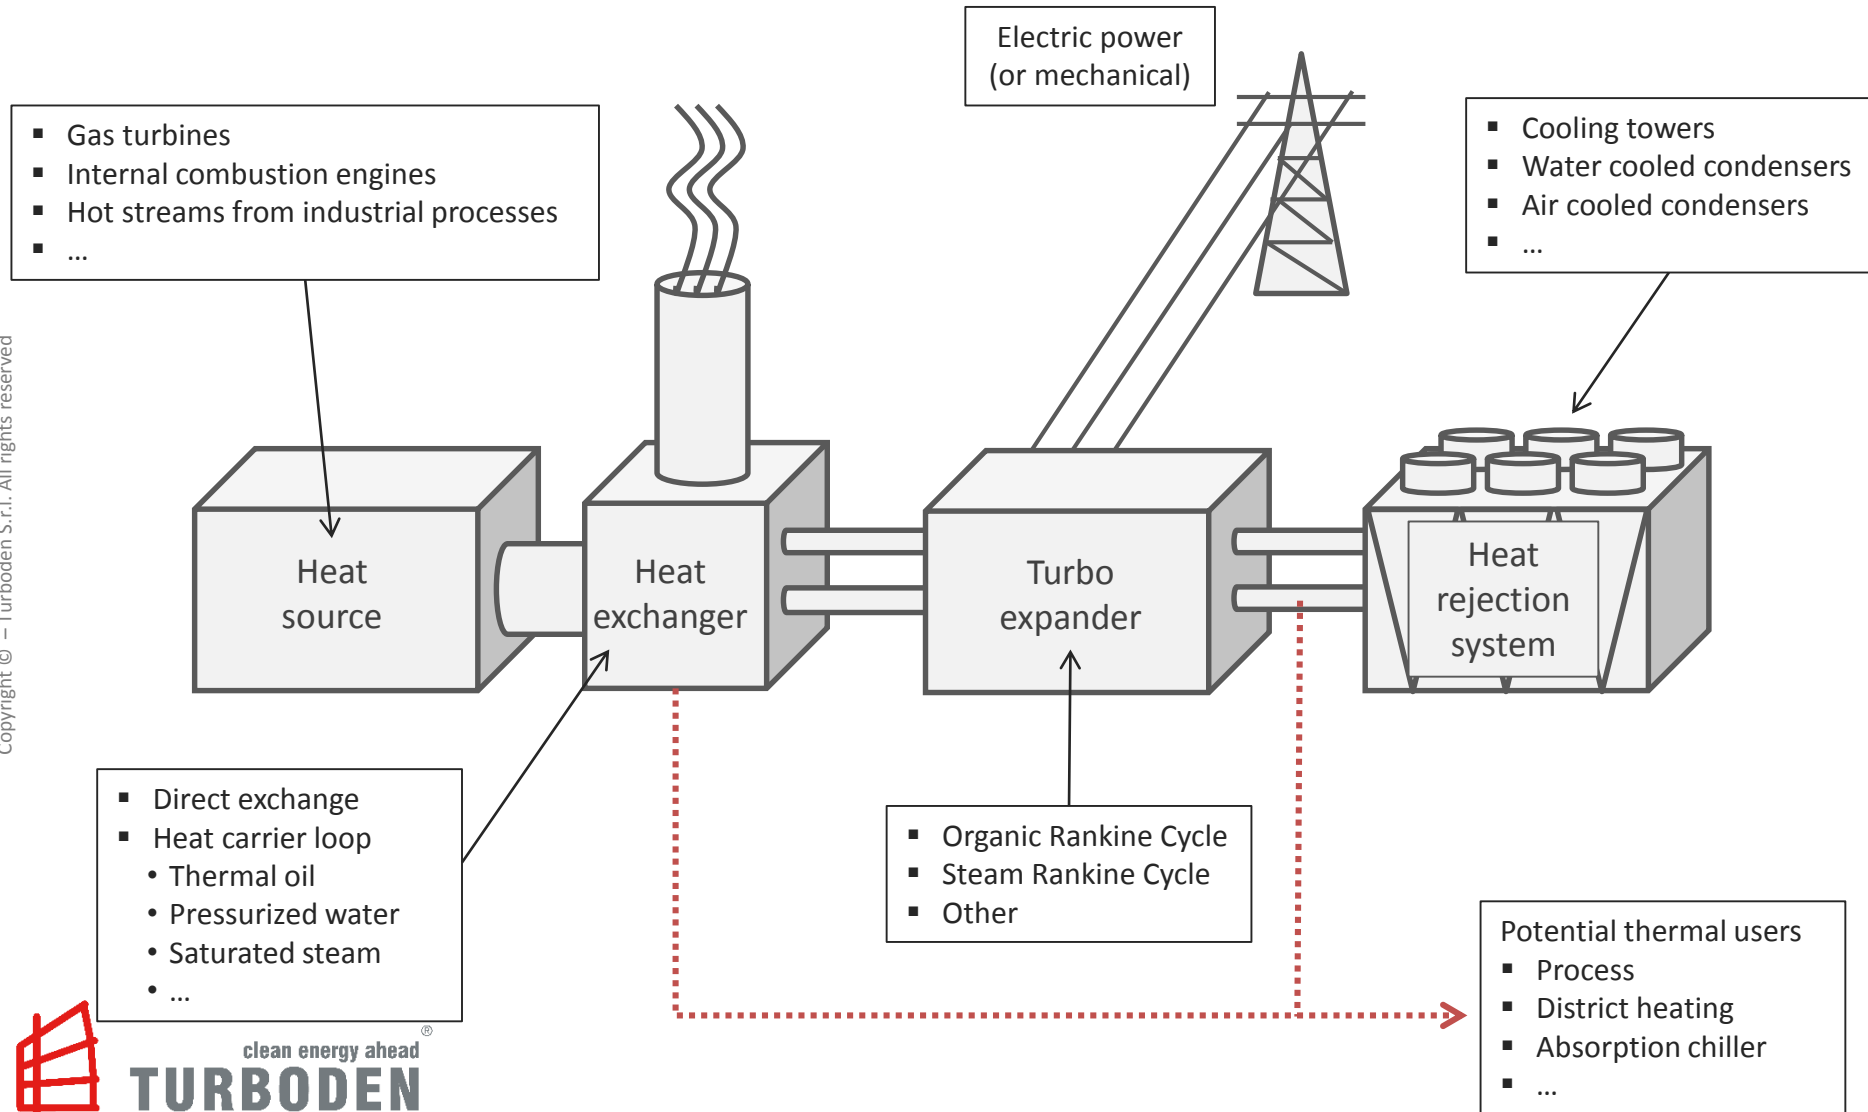 Electric power
(or mechanical)
▪ Gas turbines
▪ Internal combustion engines
▪ Hot streams from industrial processes
▪ ...
▪ Cooling towers
▪ Water cooled condensers
▪ Air cooled condensers
▪ ...
Heat
source
Heat
exchanger
Turbo
expander
Heat
rejection
system
▪ Direct exchange
▪ Heat carrier loop
• Thermal oil
• Pressurized water
• Saturated steam
• ...
▪ Organic Rankine Cycle
▪ Steam Rankine Cycle
▪ Other
Potential thermal users
▪ Process
▪ District heating
▪ Absorption chiller
▪ ...
Copyright © – Turboden S.r.l. All rights reserved
clean energy ahead ®
TURBODEN